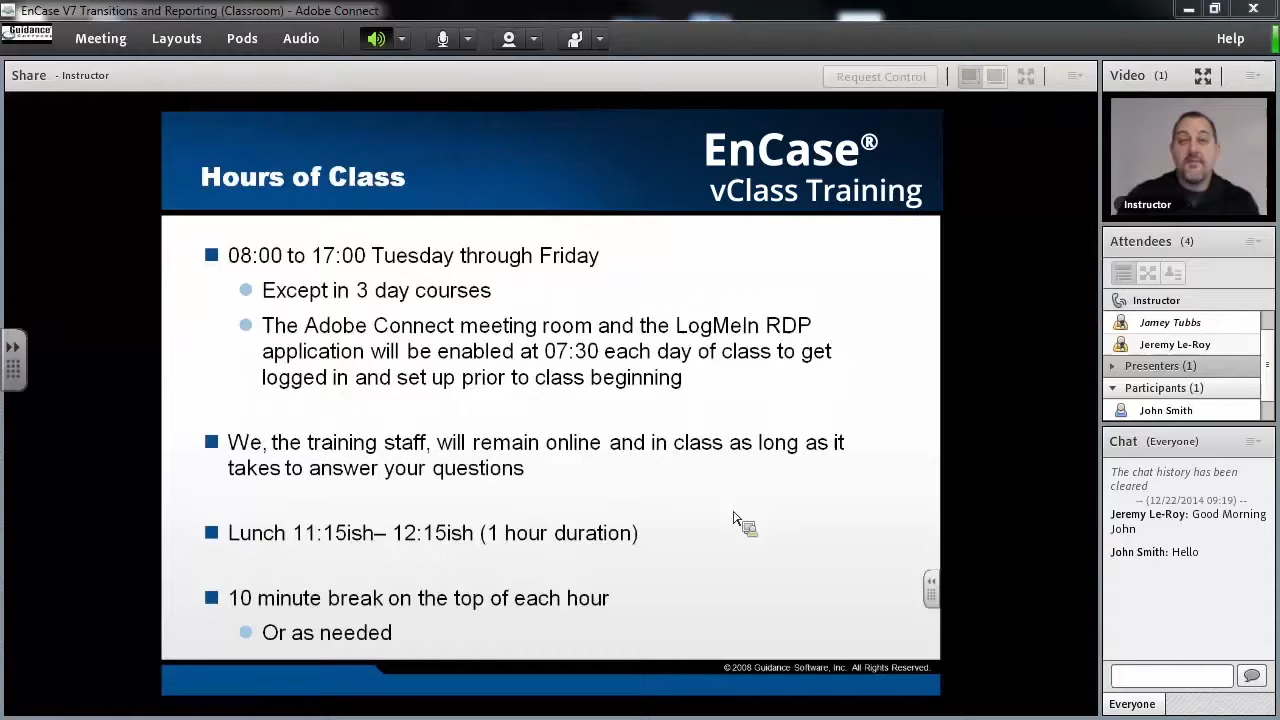 EnCase V7 Transitions and Reporting (Classroom) - Adobe Connect
Guidance
Meeting Layouts Pods Audio Help
Share - Instructor
Request Control
Hours of Class
EnCase®
vClass Training
08:00 to 17:00 Tuesday through Friday
Except in 3 day courses
The Adobe Connect meeting room and the LogMeIn RDP
application will be enabled at 07:30 each day of class to get
logged in and set up prior to class beginning
We, the training staff, will remain online and in class as long as it
takes to answer your questions
Lunch 11:15ish– 12:15ish (1 hour duration)
10 minute break on the top of each hour
Or as needed
© 2008 Guidance Software, Inc. All Rights Reserved.
Video (1)
Instructor
Attendees (4)
Instructor
Jamey Tubbs
Jeremy Le-Roy
Presenters (1)
Participants (1)
John Smith
Chat (Everyone)
The chat history has been
cleared
-- (12/22/2014 09:19) --
Jeremy Le-Roy: Good Morning
John
John Smith: Hello
Everyone